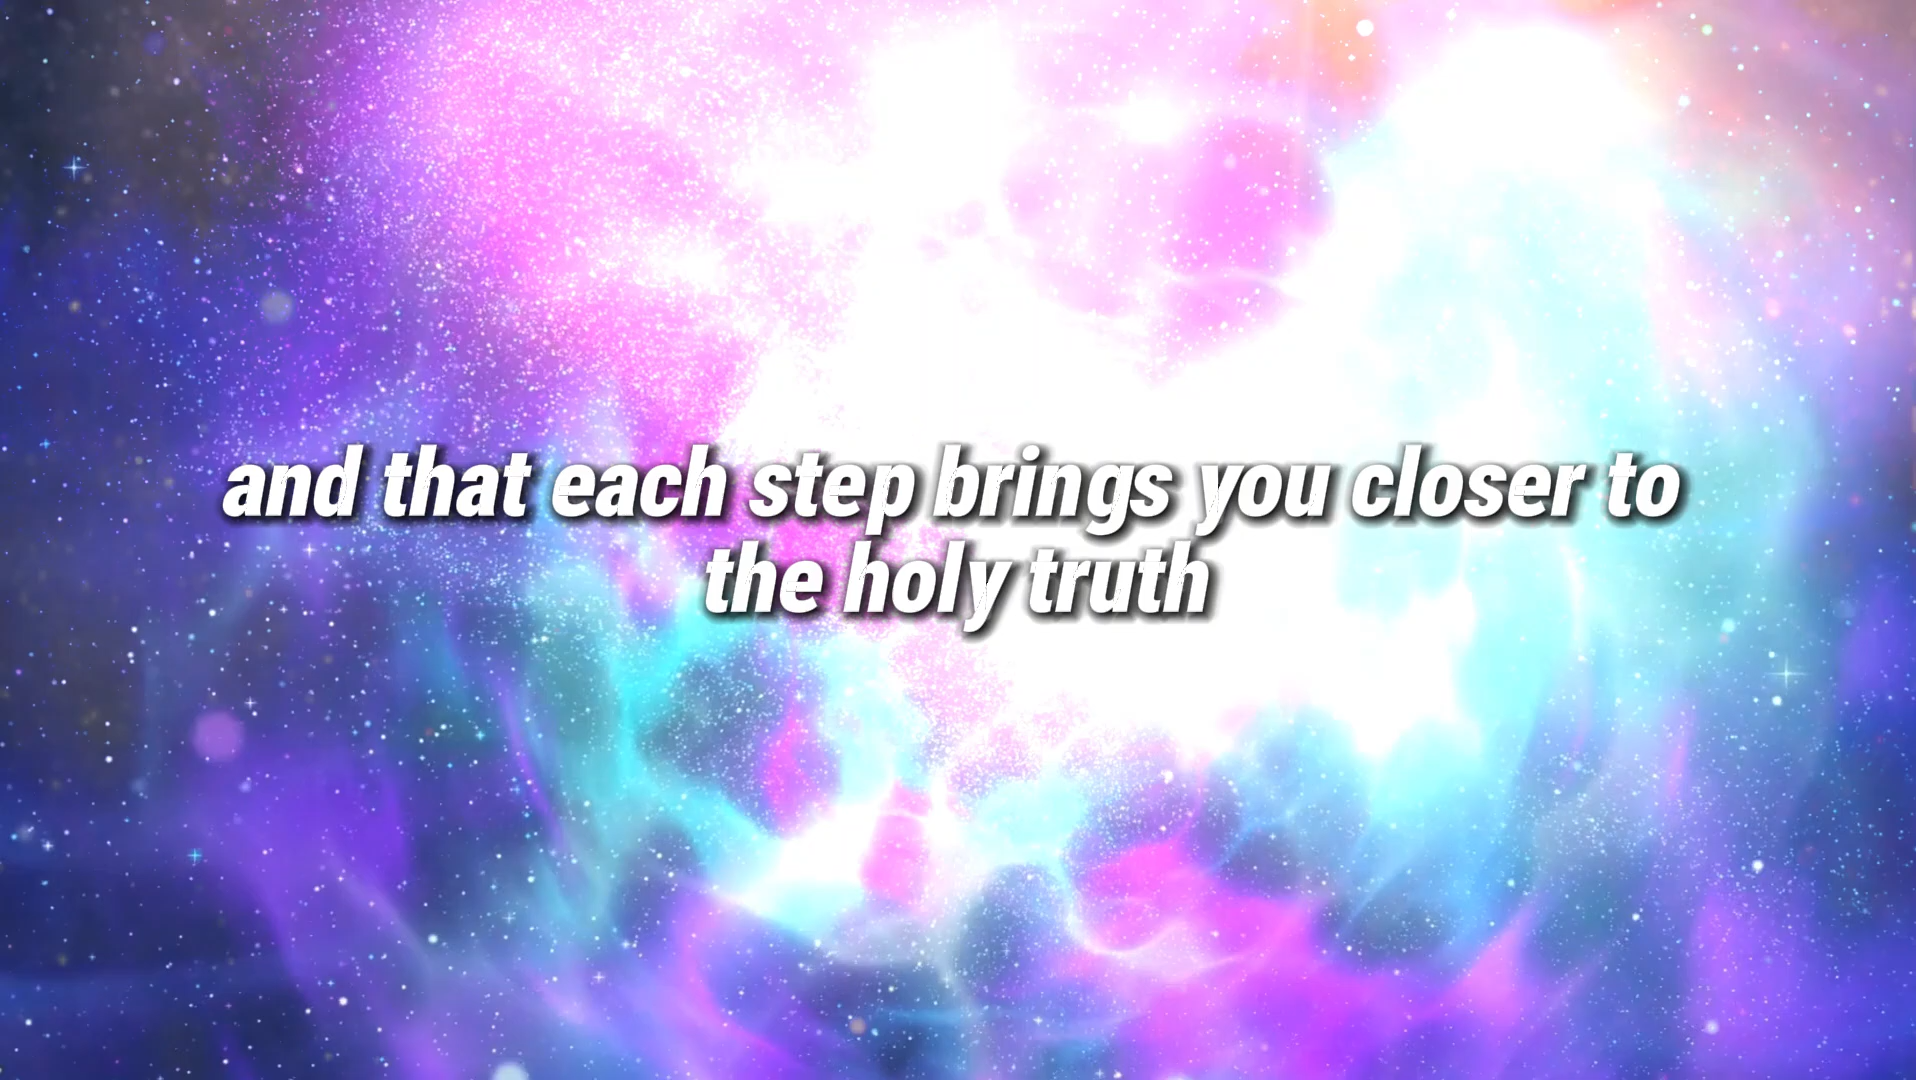 and that each step brings you closer to
the holy truth